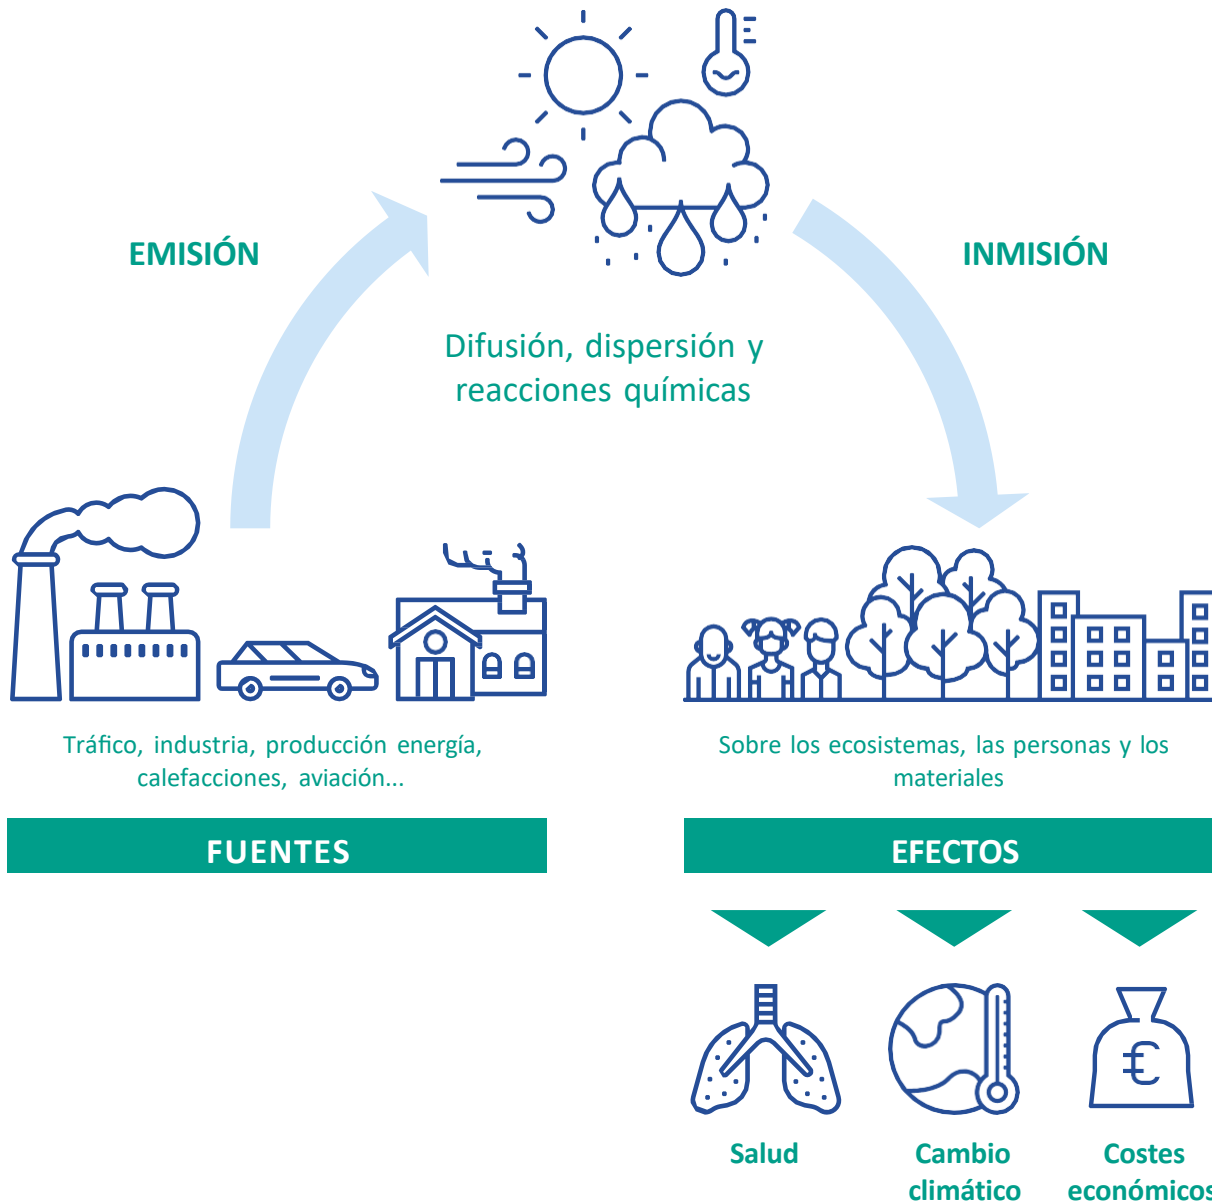 EMISIÓN
INMISIÓN
Difusión, dispersión y
reacciones químicas
Tráfico, industria, producción energía,
calefacciones, aviación...
FUENTES
Sobre los ecosistemas, las personas y los
materiales
EFECTOS
€
Salud
Cambio
climático
Costes
económicos